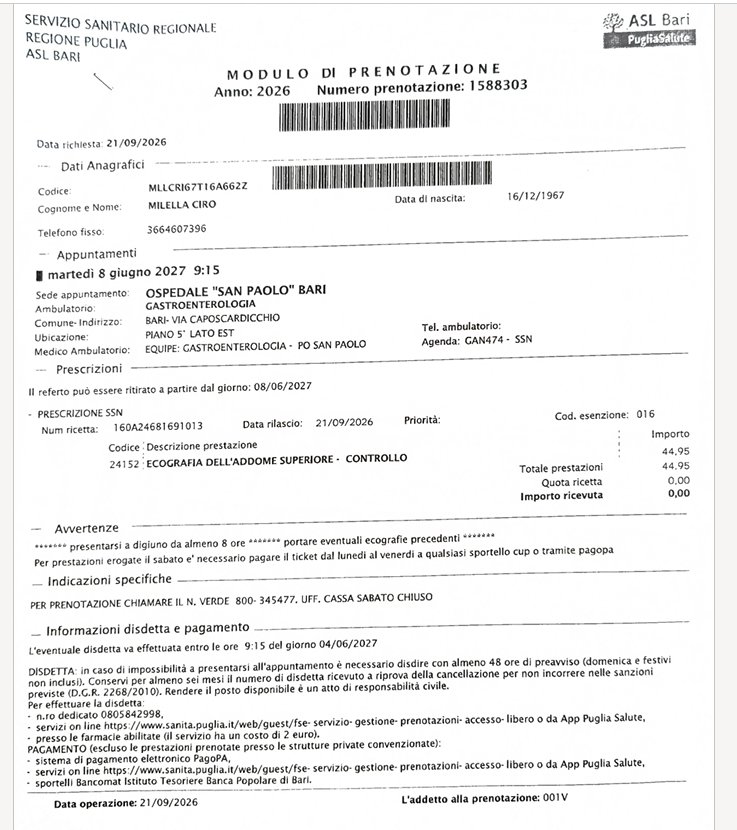 SERVIZIO SANITARIO REGIONALE
REGIONE PUGLIA
ASL BARI
ASL Bari
PugliaSalute
MODULO DI PRENOTAZIONE
Anno: 2026 Numero prenotazione: 1588303
Data richiesta: 21/09/2026
Dati Anagrafici
Codice: MLLCRI67T16A662Z
Cognome e Nome: MILELLA CIRO Data di nascita: 16/12/1967
Telefono fisso: 3664607396
Appuntamenti
martedì 8 giugno 2027 9:15
Sede appuntamento: OSPEDALE "SAN PAOLO" BARI
Ambulatorio: GASTROENTEROLOGIA
Comune- Indirizzo: BARI- VIA CAPOSCARDICCHIO
Ubicazione: PIANO 5° LATO EST Tel. ambulatorio:
Medico Ambulatorio: EQUIPE: GASTROENTEROLOGIA - PO SAN PAOLO Agenda: GAN474 - SSN
Prescrizioni
Il referto può essere ritirato a partire dal giorno: 08/06/2027
- PRESCRIZIONE SSN
Num ricetta: 160A24681691013 Data rilascio: 21/09/2026 Priorità: Cod. esenzione: 016
Codice Descrizione prestazione Importo
24152 ECOGRAFIA DELL'ADDOME SUPERIORE - CONTROLLO 44,95
Totale prestazioni 44,95
Quota ricetta 0,00
Importo ricevuta 0,00
Avvertenze
******* presentarsi a digiuno da almeno 8 ore ******* portare eventuali ecografie precedenti *******
Per prestazioni erogate il sabato e' necessario pagare il ticket dal lunedi al venerdi a qualsiasi sportello cup o tramite pagopa
Indicazioni specifiche
PER PRENOTAZIONE CHIAMARE IL N. VERDE 800- 345477. UFF. CASSA SABATO CHIUSO
Informazioni disdetta e pagamento
L'eventuale disdetta va effettuata entro le ore 9:15 del giorno 04/06/2027
DISDETTA: in caso di impossibilità a presentarsi all'appuntamento è necessario disdire con almeno 48 ore di preavviso (domenica e festivi
non inclusi). Conservi per almeno sei mesi il numero di disdetta ricevuto a riprova della cancellazione per non incorrere nelle sanzioni
previste (D.G.R. 2268/2010). Rendere il posto disponibile è un atto di responsabilità civile.
Per effettuare la disdetta:
- n.ro dedicato 0805842998,
- servizi on line https://www.sanita.puglia.it/web/guest/fse- servizio- gestione- prenotazioni- accesso- libero o da App Puglia Salute,
- presso le farmacie abilitate (il servizio ha un costo di 2 euro).
PAGAMENTO (escluso le prestazioni prenotate presso le strutture private convenzionate):
- sistema di pagamento elettronico PagoPA,
- servizi on line https://www.sanita.puglia.it/web/guest/fse- servizio- gestione- prenotazioni- accesso- libero o da App Puglia Salute,
- sportelli Bancomat Istituto Tesoriere Banca Popolare di Bari.
Data operazione: 21/09/2026 L'addetto alla prenotazione: 001V